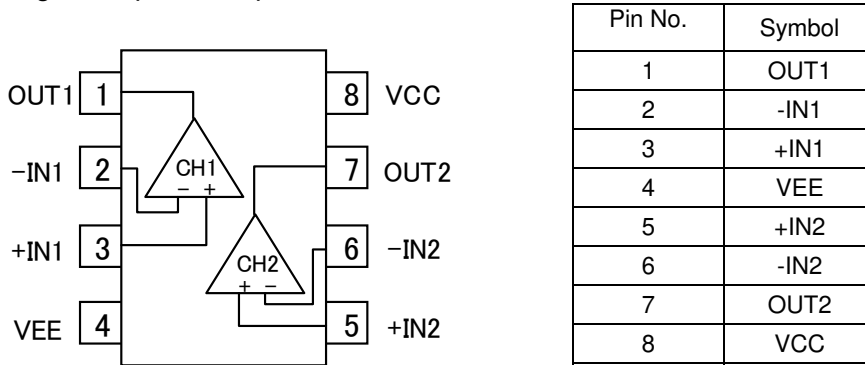 OUT1 1
8 VCC
-IN1 2
CH1
- +
7 OUT2
+IN1 3
CH2
+ -
6 -IN2
VEE 4
5 +IN2
Pin No. Symbol
1 OUT1
2 -IN1
3 +IN1
4 VEE
5 +IN2
6 -IN2
7 OUT2
8 VCC